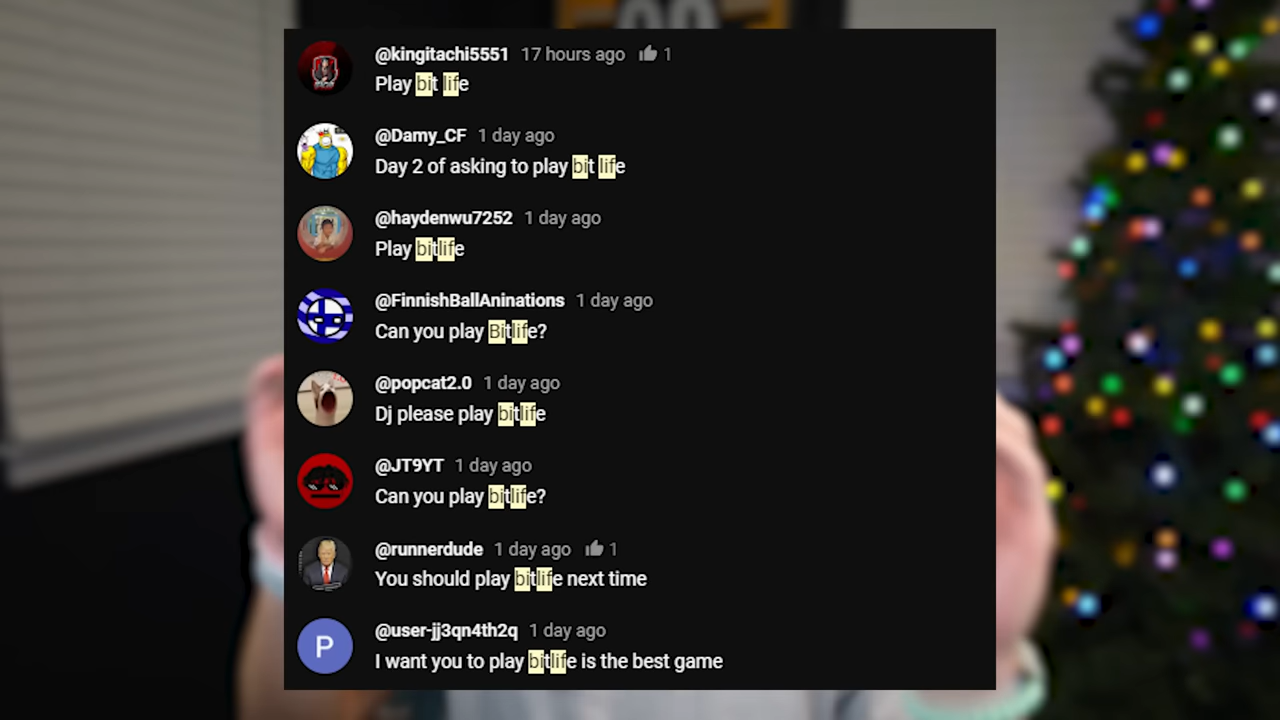 @kingitachi5551 17 hours ago 1
Play bit life
@Damy_CF 1 day ago
Day 2 of asking to play bit life
@haydenwu7252 1 day ago
Play bitlife
@FinnishBallAninations 1 day ago
Can you play Bitlife?
@popcat2.0 1 day ago
Dj please play bitlife
@JT9YT 1 day ago
Can you play bitlife?
@runnerdude 1 day ago 1
You should play bitlife next time
P
@user-jj3qn4th2q 1 day ago
I want you to play bitlife is the best game